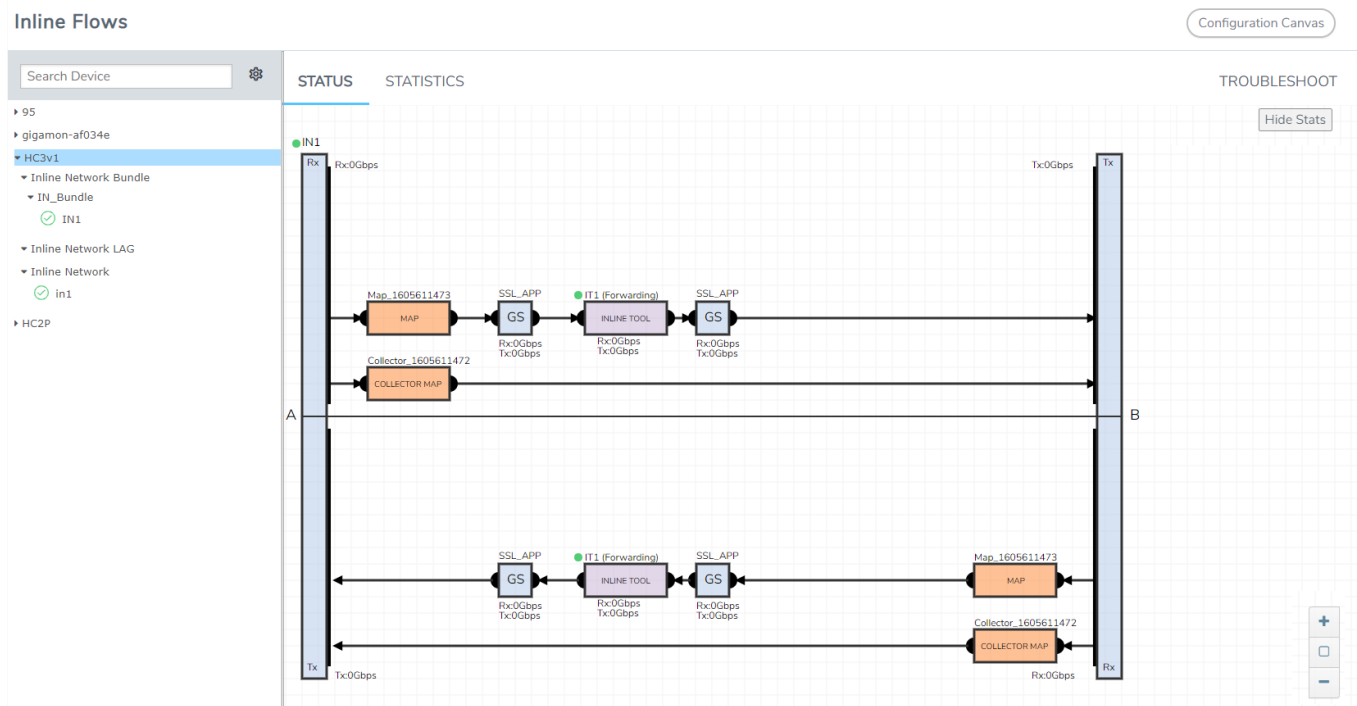 Inline Flows
Configuration Canvas
Search Device
STATUS
STATISTICS
TROUBLESHOOT
95
gigamon-af034e
HC3v1
Inline Network Bundle
IN_Bundle
IN1
Inline Network LAG
Inline Network
in1
HC2P
Hide Stats
IN1
Rx
Rx:0Gbps
Tx:0Gbps
Tx
Map_1605611473
MAP
SSL_APP
GS
Rx:0Gbps
Tx:0Gbps
IT1 (Forwarding)
INLINE TOOL
Rx:0Gbps
Tx:0Gbps
SSL_APP
GS
Rx:0Gbps
Tx:0Gbps
Collector_1605611472
COLLECTOR MAP
A
B
SSL_APP
GS
Rx:0Gbps
Tx:0Gbps
IT1 (Forwarding)
INLINE TOOL
Rx:0Gbps
Tx:0Gbps
SSL_APP
GS
Rx:0Gbps
Tx:0Gbps
Map_1605611473
MAP
Collector_1605611472
COLLECTOR MAP
Tx
Tx:0Gbps
Rx:0Gbps
Rx